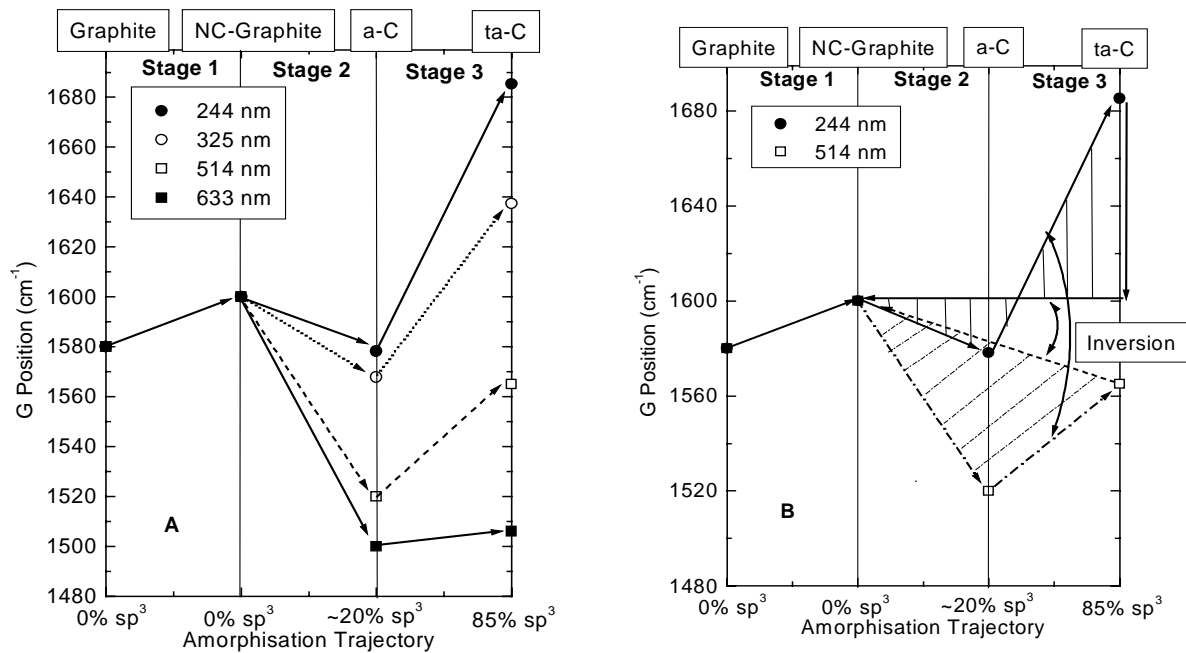 Graphite NC-Graphite a-C ta-C
Stage 1 Stage 2 Stage 3
244 nm
325 nm
514 nm
633 nm
1680
1660
1640
1620
1600
1580
1560
1540
1520
1500
1480
G Position (cm⁻¹)
A
0% sp³ 0% sp³ ~20% sp³ 85% sp³
Amorphisation Trajectory
Graphite NC-Graphite a-C ta-C
Stage 1 Stage 2 Stage 3
244 nm
514 nm
1680
1640
1600
1560
1520
1480
G Position (cm⁻¹)
Inversion
B
0% sp³ 0% sp³ ~20% sp³ 85% sp³
Amorphisation Trajectory